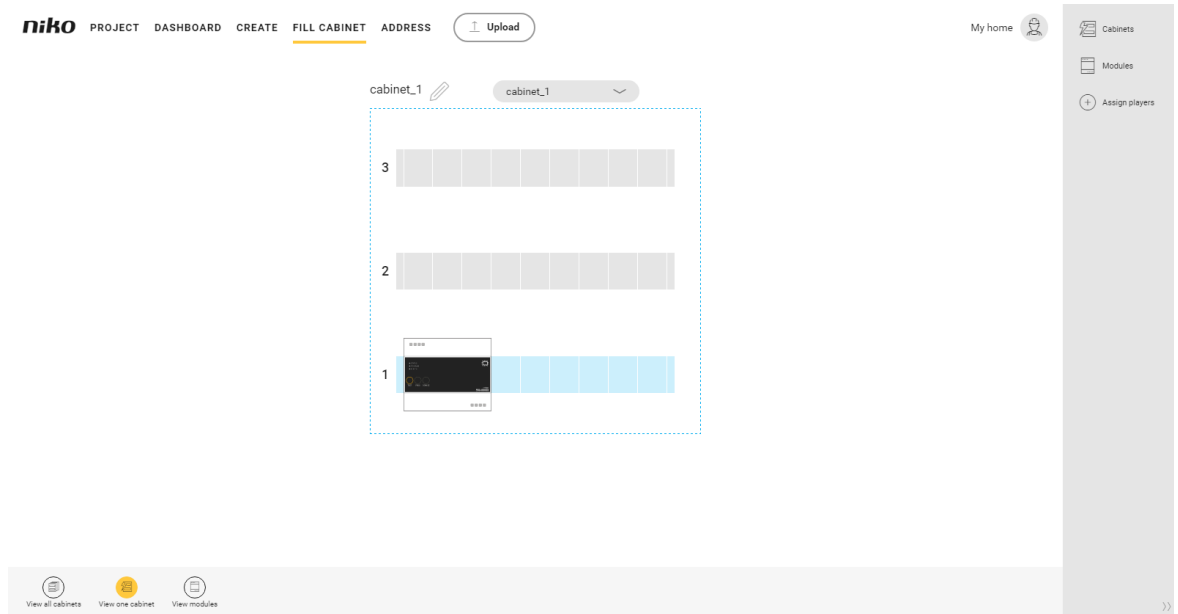 niko PROJECT DASHBOARD CREATE FILL CABINET ADDRESS Upload My home
Cabinets
Modules
Assign players
cabinet_1 cabinet_1
3
2
1
View all cabinets View one cabinet View modules